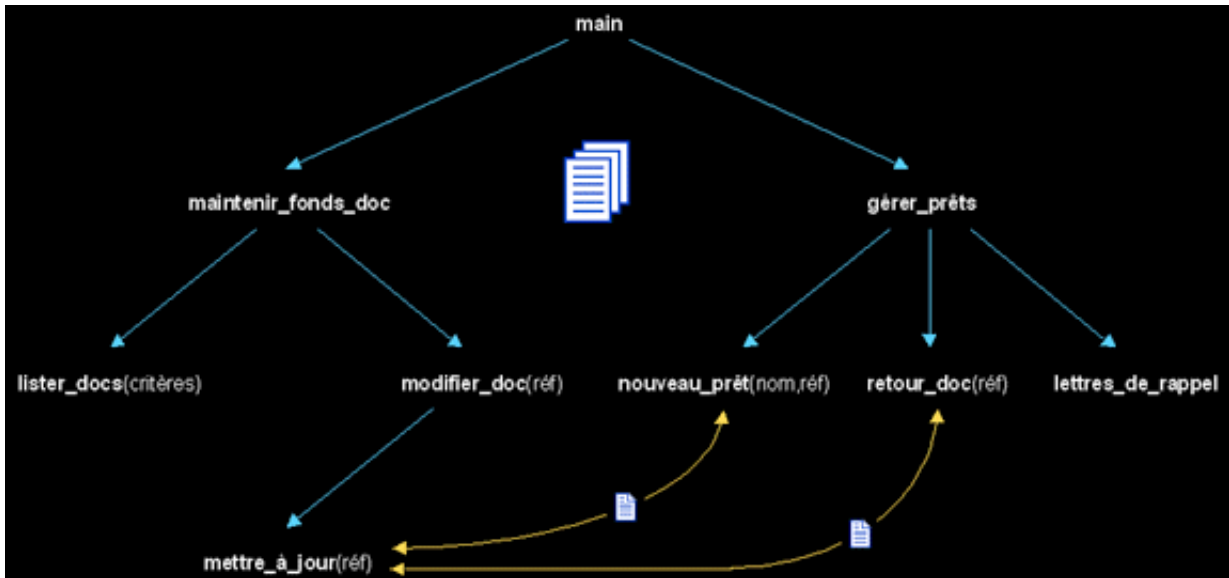 main
maintenir_fonds_doc
gérer_prêts
lister_docs(critères)
modifier_doc(réf)
nouveau_prêt(nom,réf)
retour_doc(réf)
lettres_de_rappel
mettre_à_jour(réf)